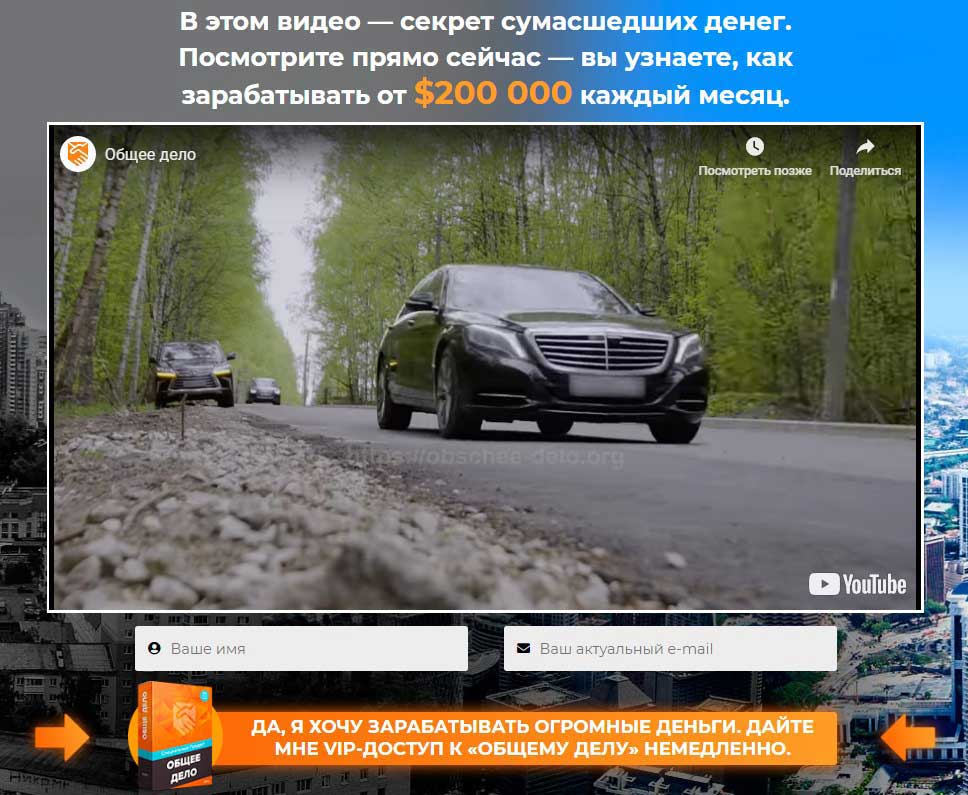 В этом видео — секрет сумасшедших денег.
Посмотрите прямо сейчас — вы узнаете, как
зарабатывать от $200 000 каждый месяц.
Общее дело
Посмотреть позже
Поделиться
https://obschee-delo.org
YouTube
Ваше имя
Ваш актуальный e-mail
ДА, Я ХОЧУ ЗАРАБАТЫВАТЬ ОГРОМНЫЕ ДЕНЬГИ. ДАЙТЕ
МНЕ VIP-ДОСТУП К «ОБЩЕМУ ДЕЛУ» НЕМЕДЛЕННО.
ОБЩЕЕ ДЕЛО
ОБЩЕЕ
ДЕЛО